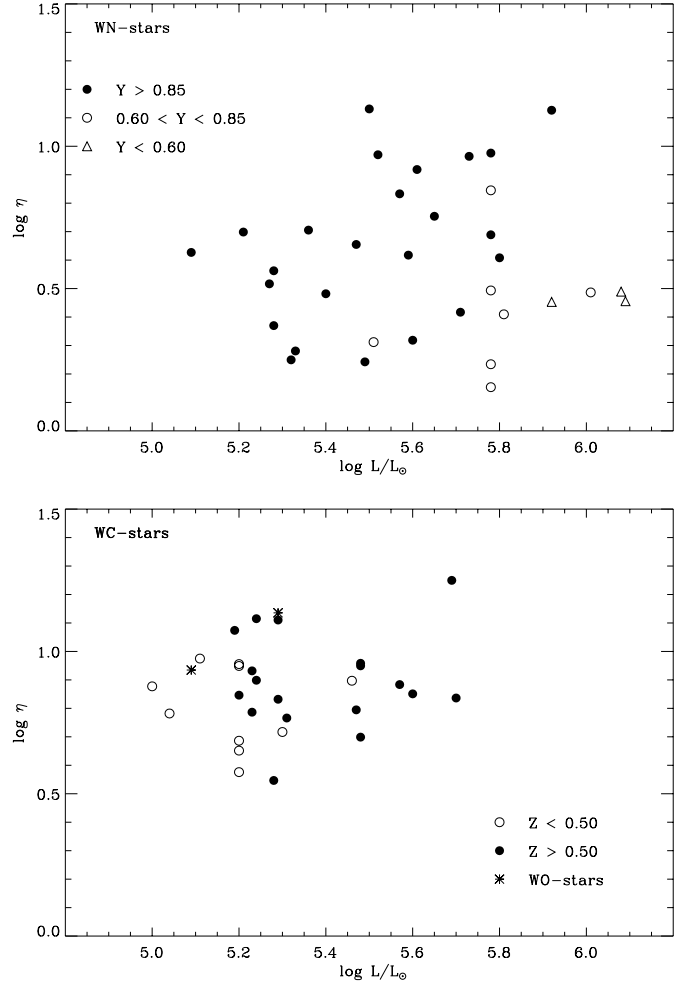 1.5
WN-stars
Y > 0.85
0.60 < Y < 0.85
Y < 0.60
1.0
log η
0.5
0.0
5.0 5.2 5.4 5.6 5.8 6.0
log L/L⊙
1.5
WC-stars
1.0
log η
0.5
Z < 0.50
Z > 0.50
WO-stars
0.0
5.0 5.2 5.4 5.6 5.8 6.0
log L/L⊙